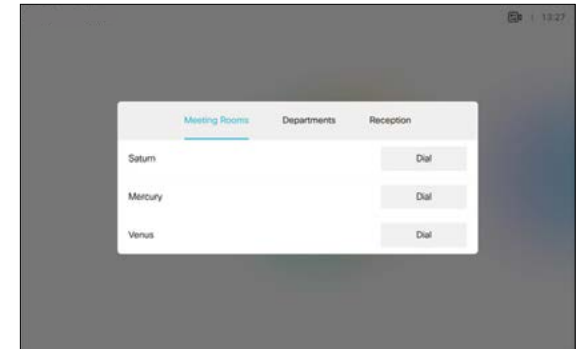 13:27
Meeting Rooms Departments Reception
Saturn Dial
Mercury Dial
Venus Dial